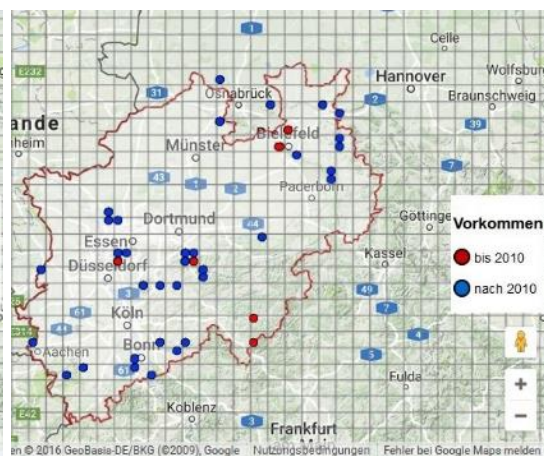 Celle
E232
1
Osnabrück
Hannover
Wolfsbu
31
2
Braunschweig
ande
39
Bielefeld
heim
Münster
7
43
1
2
Paderborn
Dortmund
44
Götting
Vorkommen
Essen
Kassel
bis 2010
Düsseldorf
3
49
nach 2010
61
7
Köln
44
4
E314
Aachen
Bonn
5
61
Fulda
+
Koblenz
−
E42
3
Frankfurt
en © 2016 GeoBasis-DE/BKG (©2009), Google
Nutzungsbedingungen
Fehler bei Google Maps melden